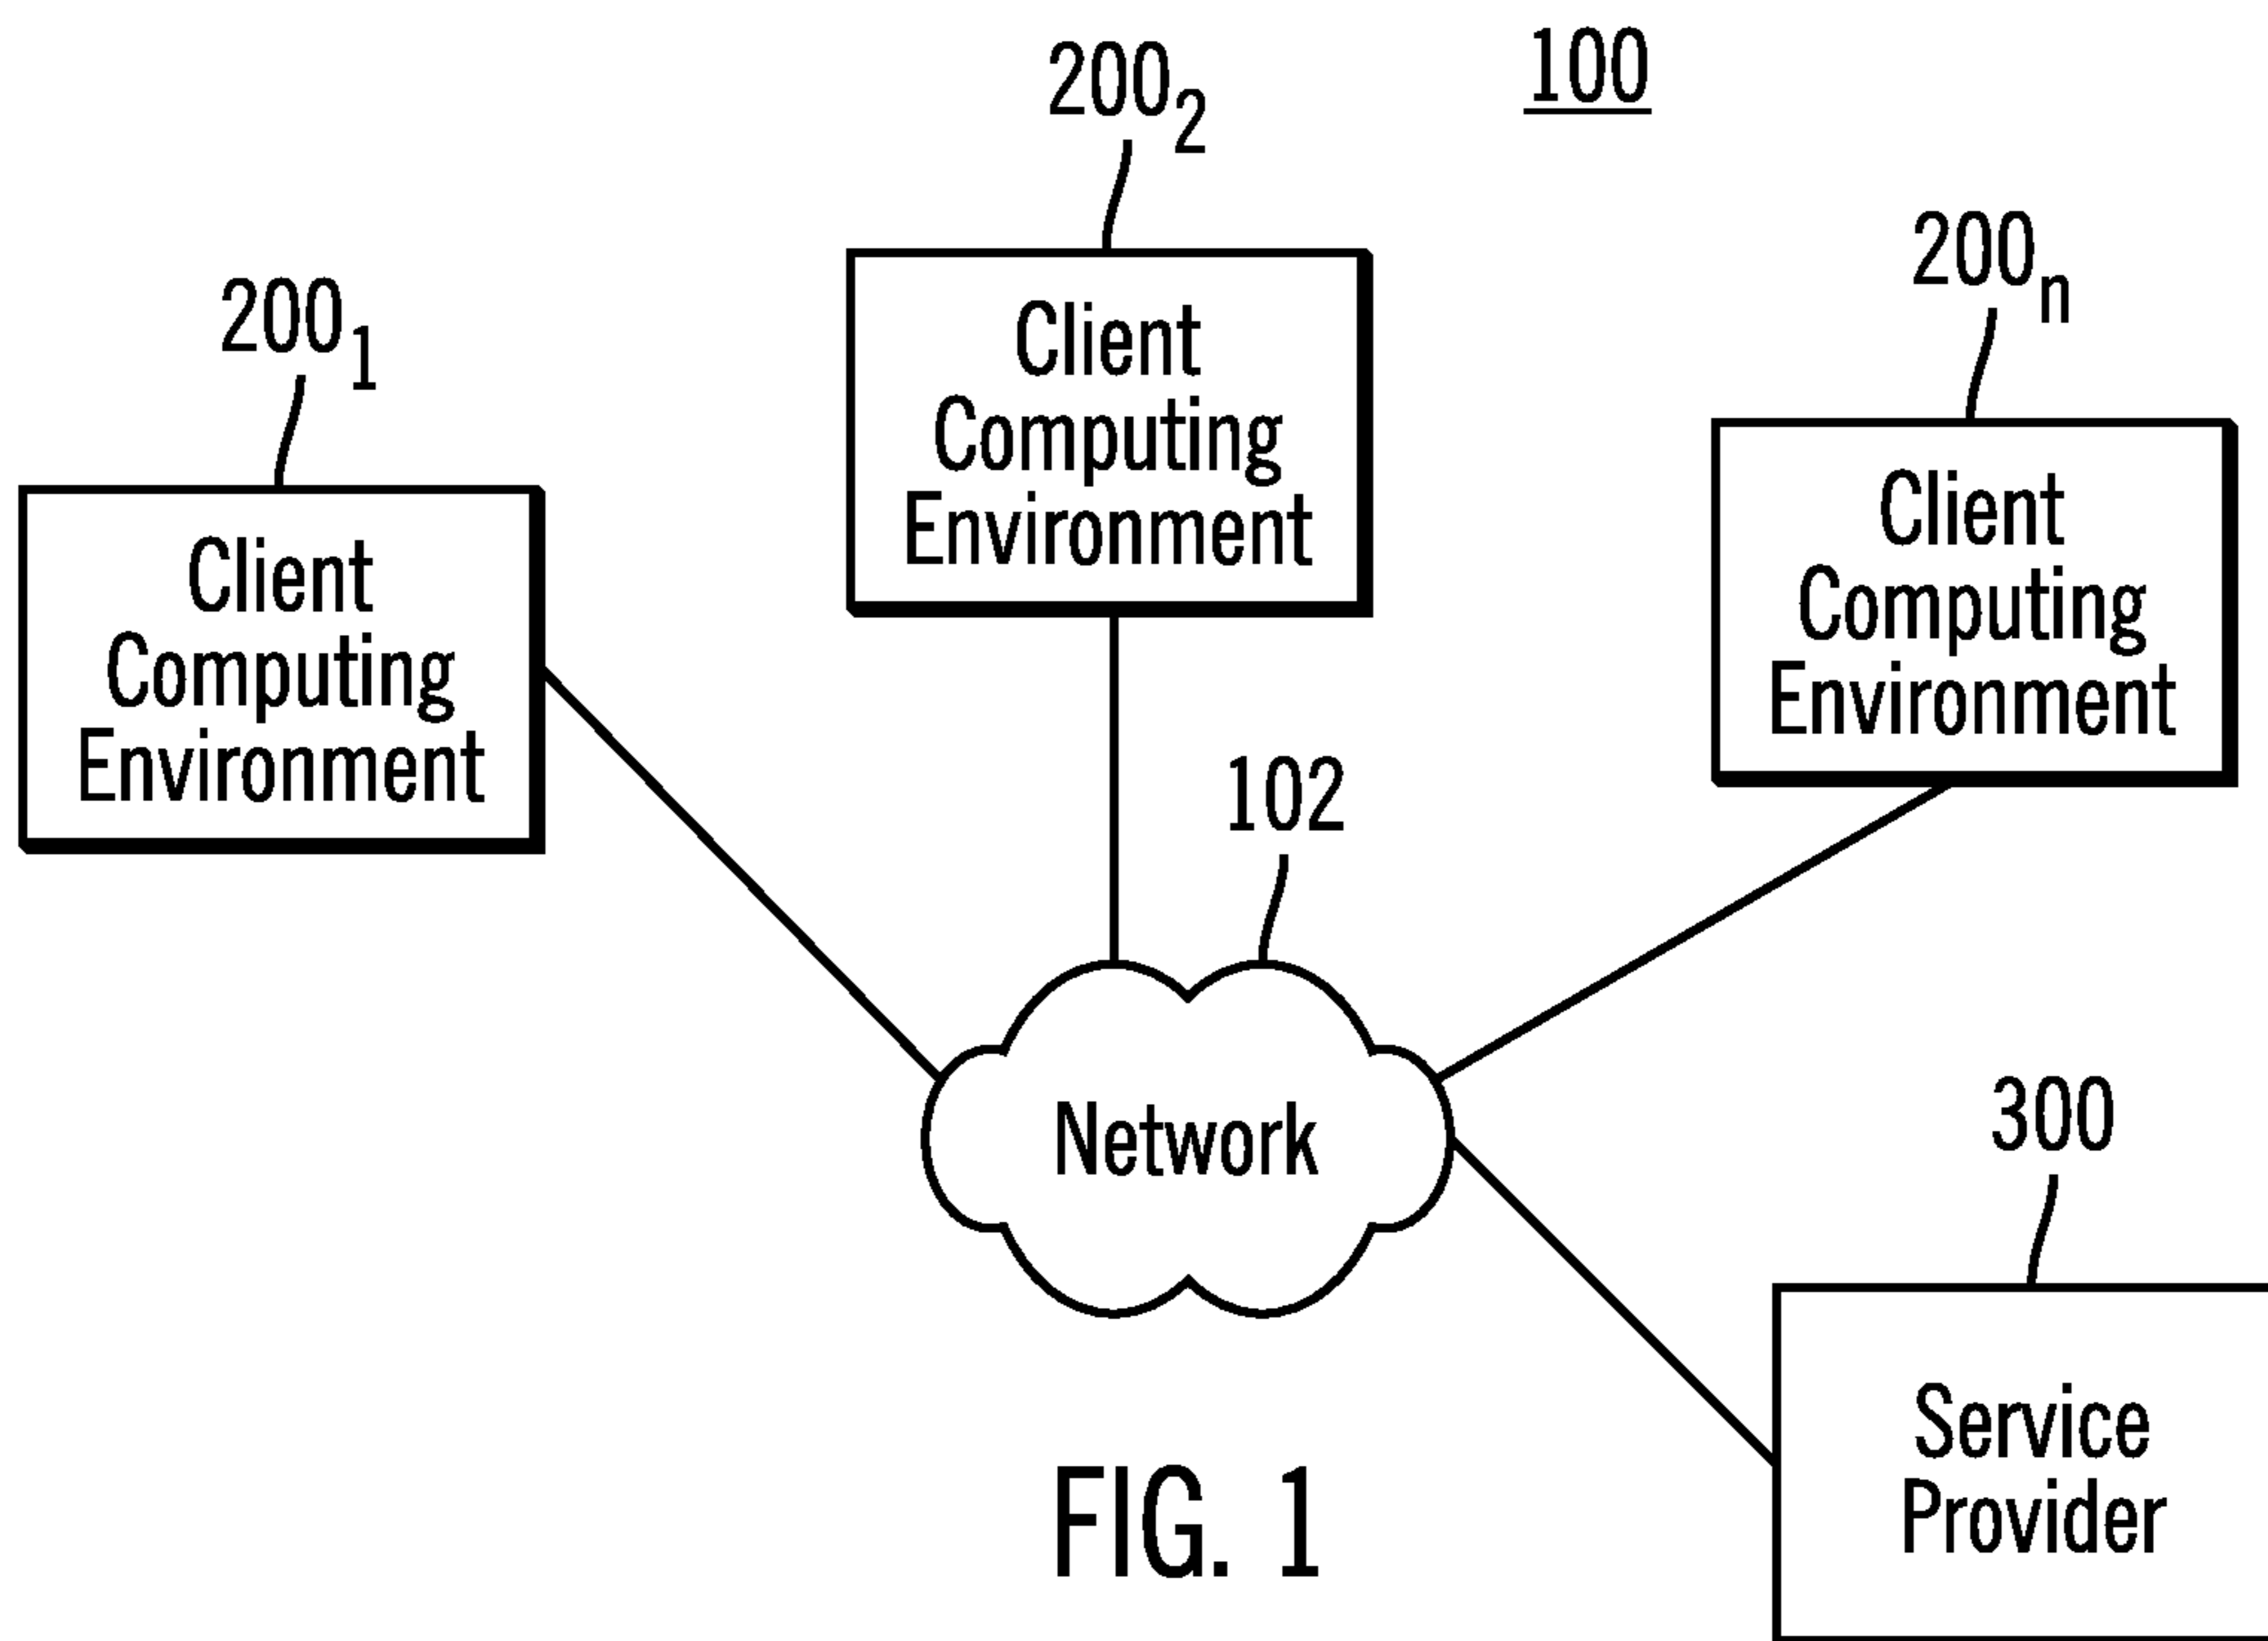 100
200₂
200ₙ
200₁
Client
Computing
Environment
Client
Computing
Environment
Client
Computing
Environment
102
Network
300
Service
Provider
FIG. 1